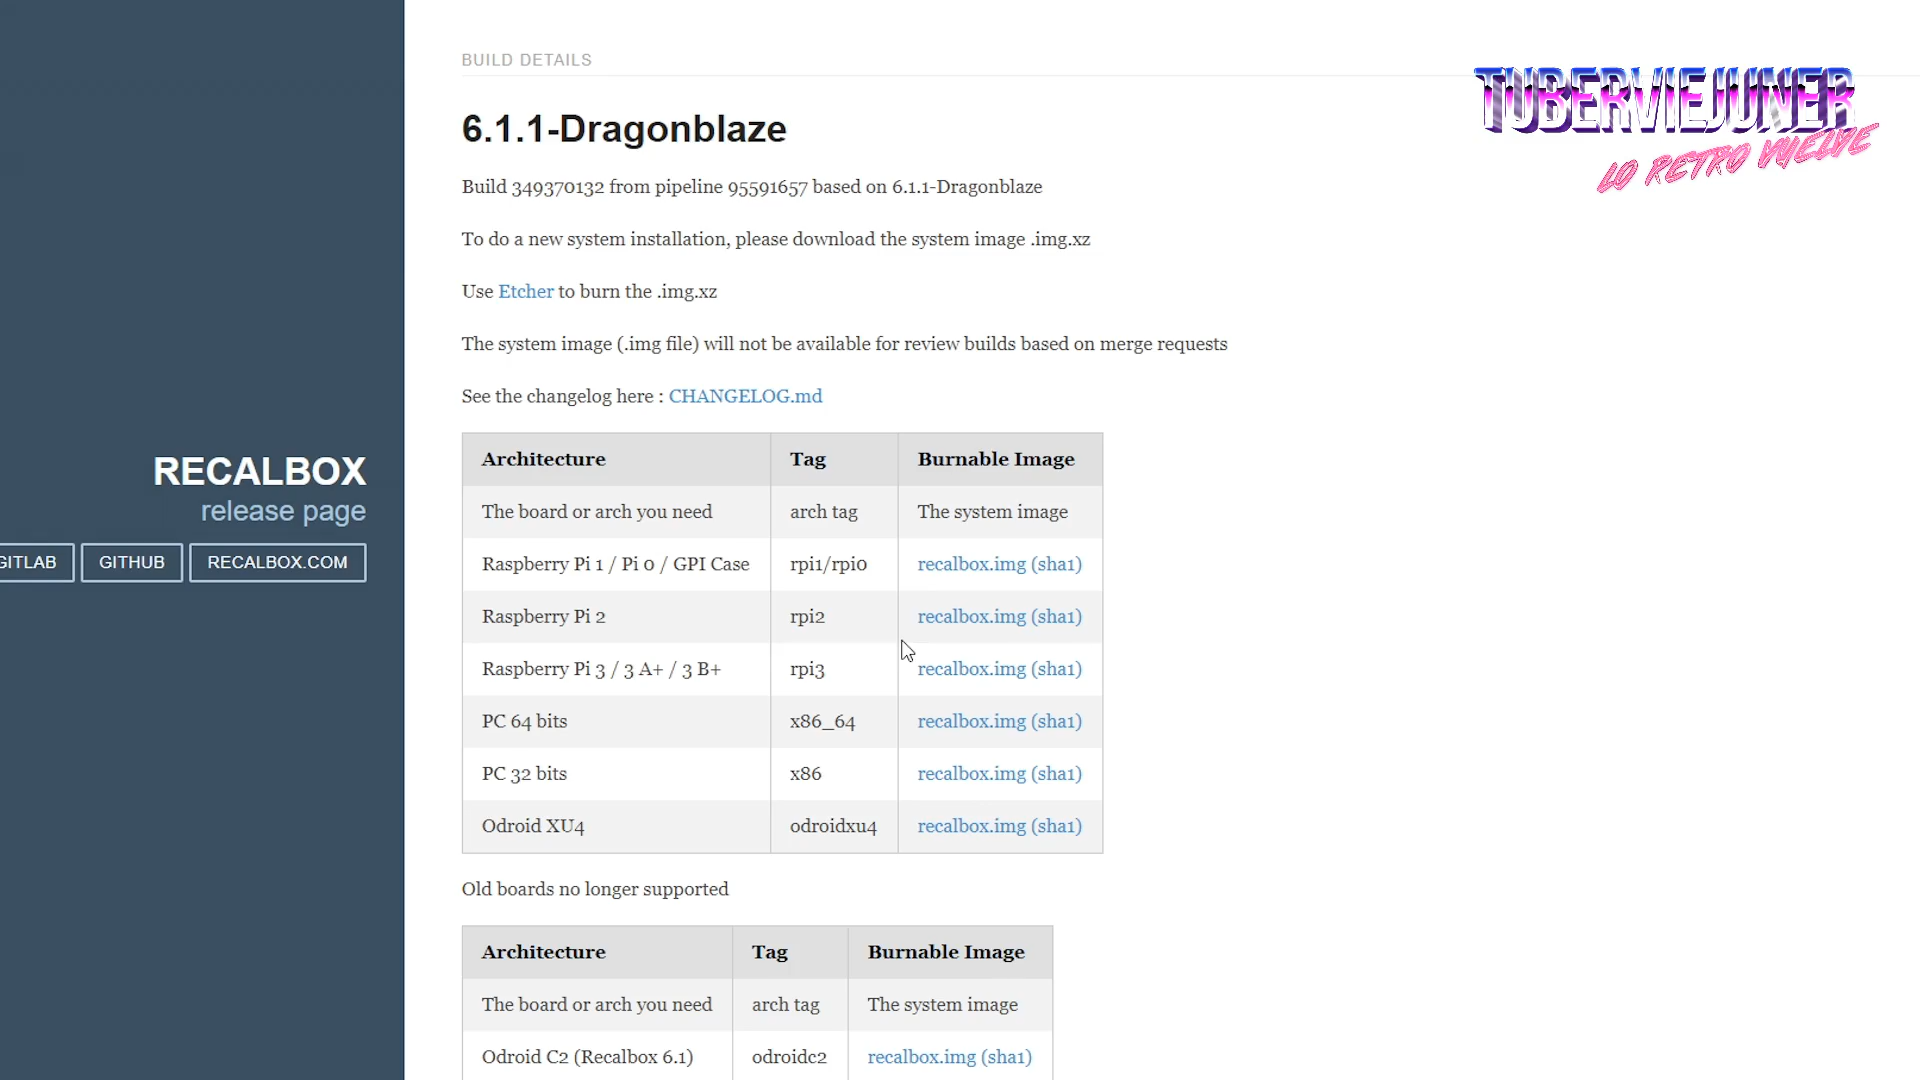 BUILD DETAILS
6.1.1-Dragonblaze
Build 349370132 from pipeline 95591657 based on 6.1.1-Dragonblaze
To do a new system installation, please download the system image .img.xz
Use Etcher to burn the .img.xz
The system image (.img file) will not be available for review builds based on merge requests
See the changelog here : CHANGELOG.md
Architecture Tag Burnable Image
The board or arch you need arch tag The system image
Raspberry Pi 1 / Pi 0 / GPI Case rpi1/rpi0 recalbox.img (sha1)
Raspberry Pi 2 rpi2 recalbox.img (sha1)
Raspberry Pi 3 / 3 A+ / 3 B+ rpi3 recalbox.img (sha1)
PC 64 bits x86_64 recalbox.img (sha1)
PC 32 bits x86 recalbox.img (sha1)
Odroid XU4 odroidxu4 recalbox.img (sha1)
Old boards no longer supported
Architecture Tag Burnable Image
The board or arch you need arch tag The system image
Odroid C2 (Recalbox 6.1) odroidc2 recalbox.img (sha1)
RECALBOX
release page
GITLAB GITHUB RECALBOX.COM
TUBERVIEJUNER
LO RETRO VUELVE